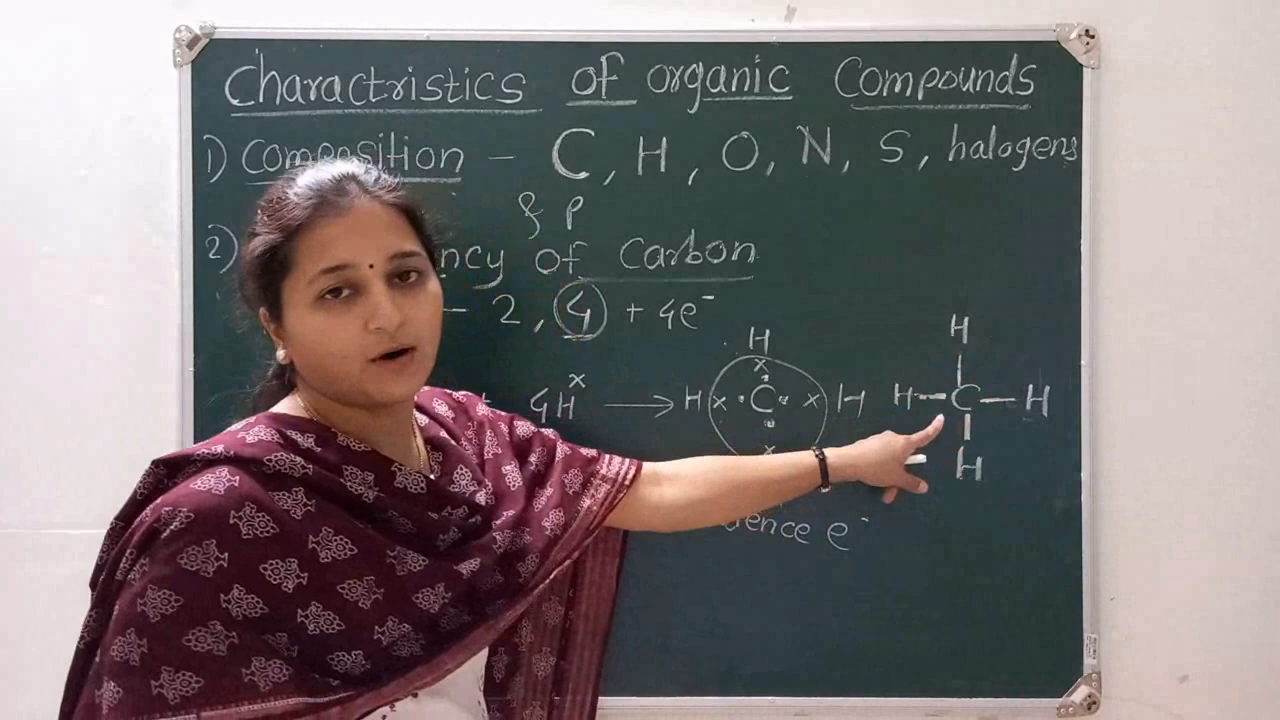 Charactristics of organic Compounds
1) Composition - C, H, O, N, S, halogens
& P
2) ncy of Carbon
- 2, 4 + 4e⁻
4H˟ → H C H
H
H
H - C - H
H
ence e⁻